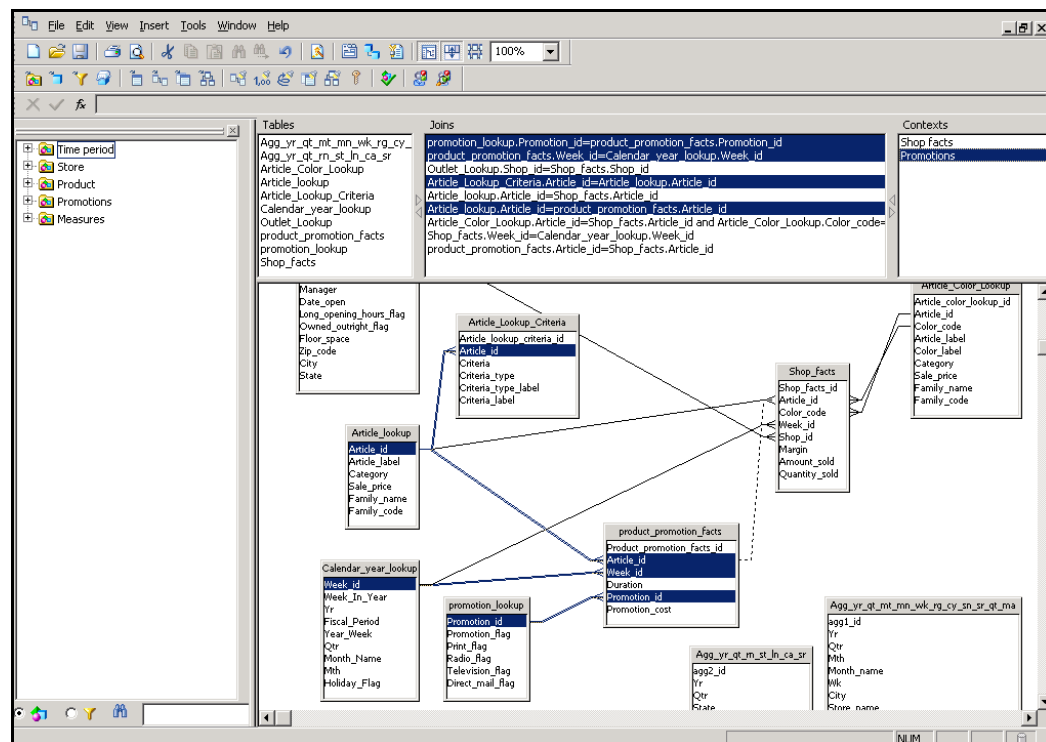 File Edit View Insert Tools Window Help
100%
fx
Time period
Store
Product
Promotions
Measures
Tables
Agg_yr_qt_mt_mn_wk_rg_cy_
Agg_yr_qt_rn_st_ln_ca_sr
Article_Color_Lookup
Article_lookup
Article_Lookup_Criteria
Calendar_year_lookup
Outlet_Lookup
product_promotion_facts
promotion_lookup
Shop_facts
Joins
promotion_lookup.Promotion_id=product_promotion_facts.Promotion_id
product_promotion_facts.Week_id=Calendar_year_lookup.Week_id
Outlet_Lookup.Shop_id=Shop_facts.Shop_id
Article_Lookup_Criteria.Article_id=Article_lookup.Article_id
Article_lookup.Article_id=Shop_facts.Article_id
Article_lookup.Article_id=product_promotion_facts.Article_id
Article_Color_Lookup.Article_id=Shop_facts.Article_id and Article_Color_Lookup.Color_code=
Shop_facts.Week_id=Calendar_year_lookup.Week_id
product_promotion_facts.Article_id=Shop_facts.Article_id
Contexts
Shop facts
Promotions
Manager
Date_open
Long_opening_hours_flag
Owned_outright_flag
Floor_space
Zip_code
City
State
Article_Lookup_Criteria
Article_lookup_criteria_id
Article_id
Criteria
Criteria_type
Criteria_type_label
Criteria_label
Article_Color_Lookup
Article_color_lookup_id
Article_id
Color_code
Article_label
Color_label
Category
Sale_price
Family_name
Family_code
Shop_facts
Shop_facts_id
Article_id
Color_code
Week_id
Shop_id
Margin
Amount_sold
Quantity_sold
Article_lookup
Article_id
Article_label
Category
Sale_price
Family_name
Family_code
product_promotion_facts
Product_promotion_facts_id
Article_id
Week_id
Duration
Promotion_id
Promotion_cost
Calendar_year_lookup
Week_id
Week_In_Year
Yr
Fiscal_Period
Year_Week
Qtr
Month_Name
Mth
Holiday_Flag
promotion_lookup
Promotion_id
Promotion_flag
Print_flag
Radio_flag
Television_flag
Direct_mail_flag
Agg_yr_qt_rn_st_ln_ca_sr
agg2_id
Yr
Qtr
State
Agg_yr_qt_mt_mn_wk_rg_cy_sn_sr_qt_ma
agg1_id
Yr
Qtr
Mth
Month_name
Wk
City
Store_name
NUM